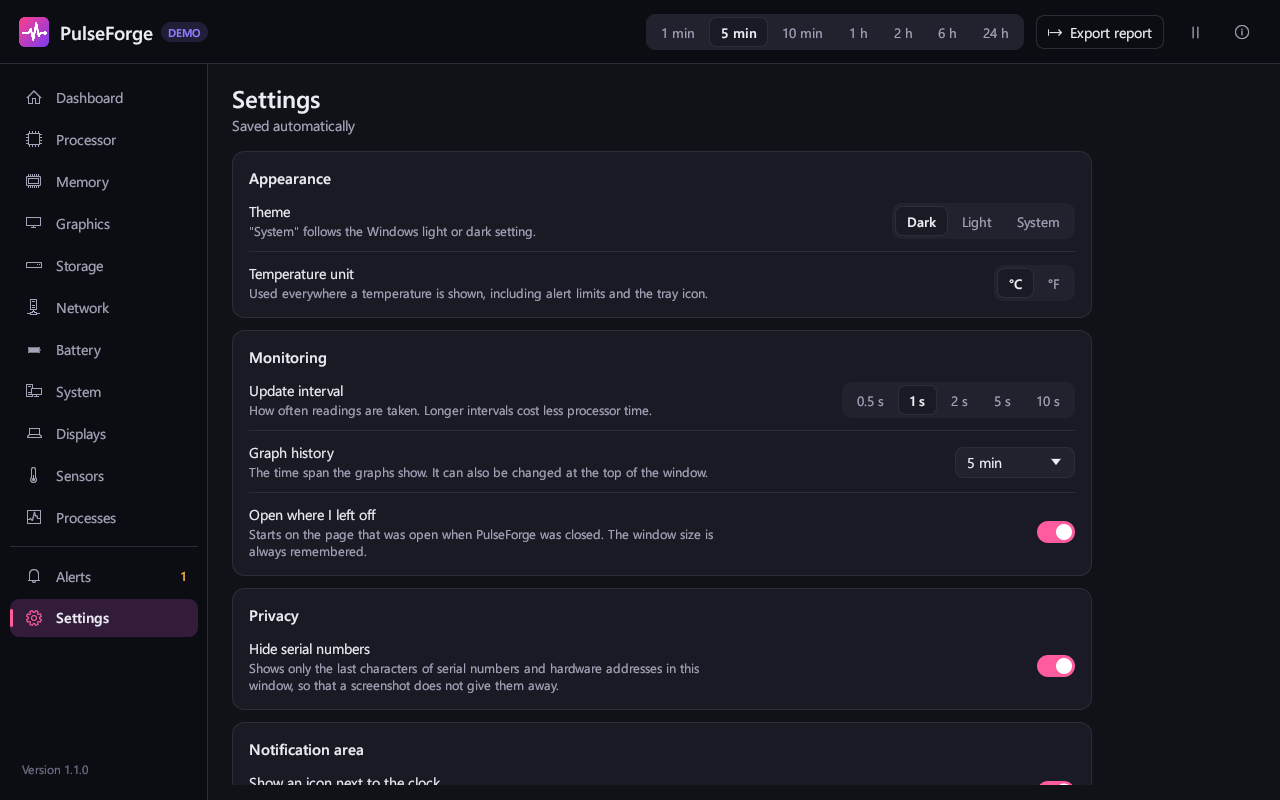 PulseForge DEMO
1 min 5 min 10 min 1 h 2 h 6 h 24 h
Export report
Dashboard
Processor
Memory
Graphics
Storage
Network
Battery
System
Displays
Sensors
Processes
Alerts 1
Settings
Version 1.1.0
Settings
Saved automatically
Appearance
Theme
"System" follows the Windows light or dark setting.
Dark Light System
Temperature unit
Used everywhere a temperature is shown, including alert limits and the tray icon.
°C °F
Monitoring
Update interval
How often readings are taken. Longer intervals cost less processor time.
0.5 s 1 s 2 s 5 s 10 s
Graph history
The time span the graphs show. It can also be changed at the top of the window.
5 min
Open where I left off
Starts on the page that was open when PulseForge was closed. The window size is
always remembered.
Privacy
Hide serial numbers
Shows only the last characters of serial numbers and hardware addresses in this
window, so that a screenshot does not give them away.
Notification area
Show an icon next to the clock